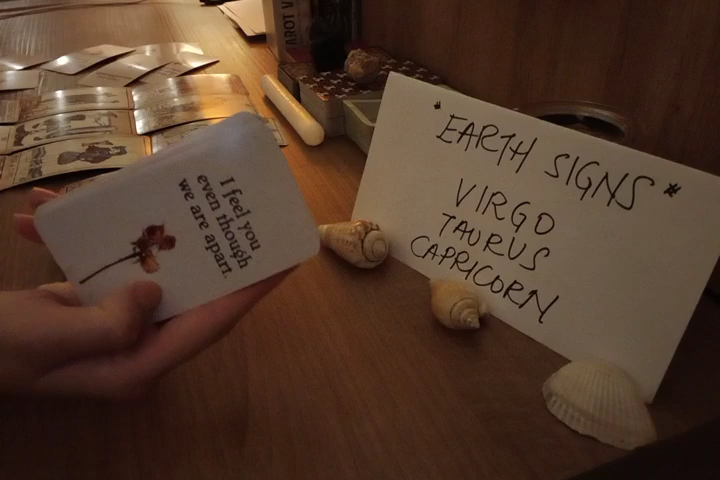 I feel you
even though
we are apart.
*EARTH SIGNS*
VIRGO
TAURUS
CAPRICORN